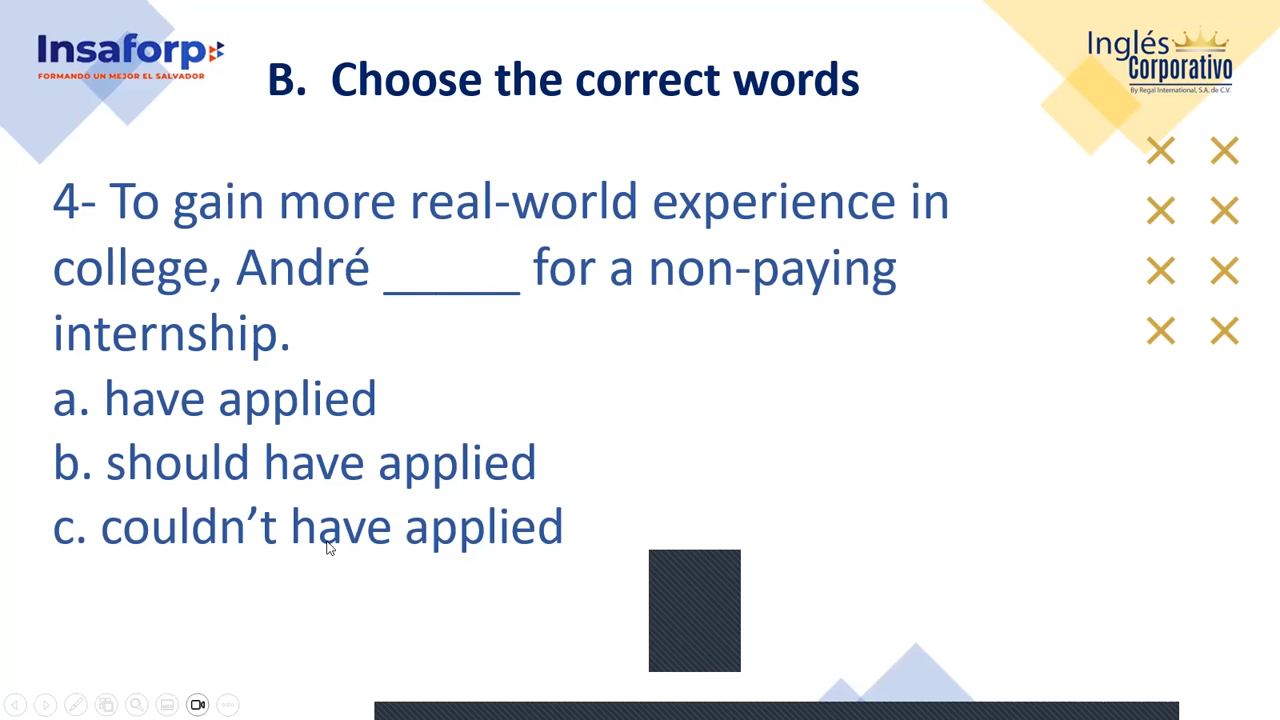 Insaforp
FORMANDO UN MEJOR EL SALVADOR
Inglés
Corporativo
By Regal International, S.A. de C.V.
B. Choose the correct words
4- To gain more real-world experience in
college, André _____ for a non-paying
internship.
a. have applied
b. should have applied
c. couldn’t have applied